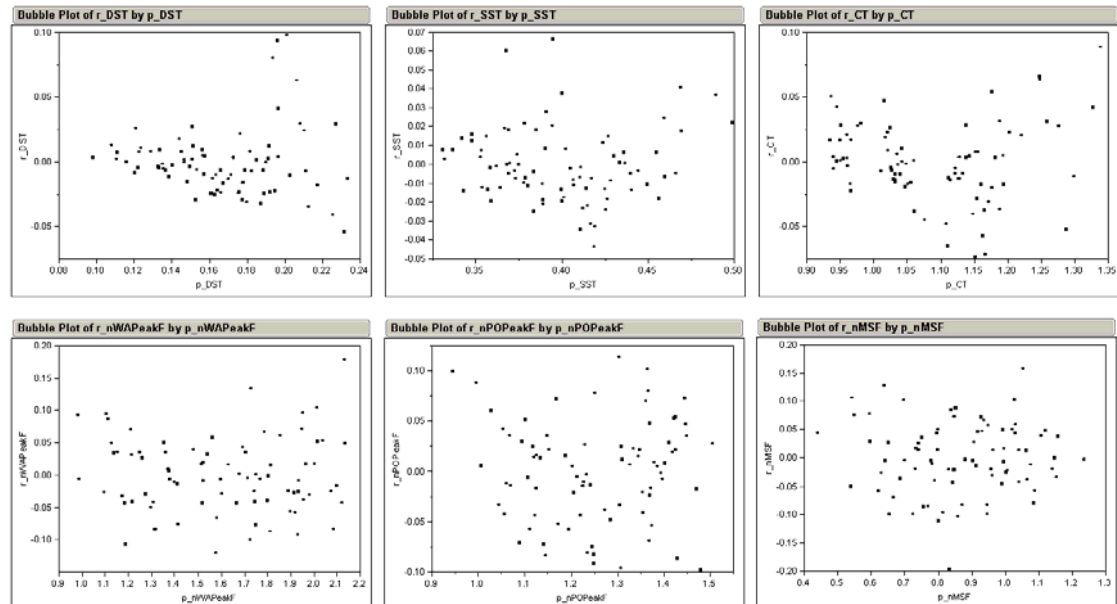 Bubble Plot of r_DST by p_DST
0.10
0.05
0.00
-0.05
r_DST
0.00 0.08 0.10 0.12 0.14 0.16 0.18 0.20 0.22 0.24
p_DST
Bubble Plot of r_SST by p_SST
0.07
0.06
0.05
0.04
0.03
0.02
0.01
0.00
-0.01
-0.02
-0.03
-0.04
-0.05
r_SST
0.35 0.40 0.45 0.50
p_SST
Bubble Plot of r_CT by p_CT
0.05
0.00
-0.05
r_CT
0.90 0.95 1.00 1.05 1.10 1.15 1.20 1.25 1.30 1.35
p_CT
Bubble Plot of r_nWAPeakF by p_nWAPeakF
0.20
0.15
0.10
0.05
0.00
-0.05
-0.10
r_nWAPeakF
0.9 1.0 1.1 1.2 1.3 1.4 1.5 1.6 1.7 1.8 1.9 2.0 2.1 2.2
p_nWAPeakF
Bubble Plot of r_nPOPeakF by p_nPOPeakF
0.10
0.05
0.00
-0.05
-0.10
r_nPOPeakF
0.9 1.0 1.1 1.2 1.3 1.4 1.5
p_nPOPeakF
Bubble Plot of r_nMSF by p_nMSF
0.20
0.15
0.10
0.05
0.00
-0.05
-0.10
-0.15
-0.20
r_nMSF
0.4 0.5 0.6 0.7 0.8 0.9 1.0 1.1 1.2 1.3
p_nMSF